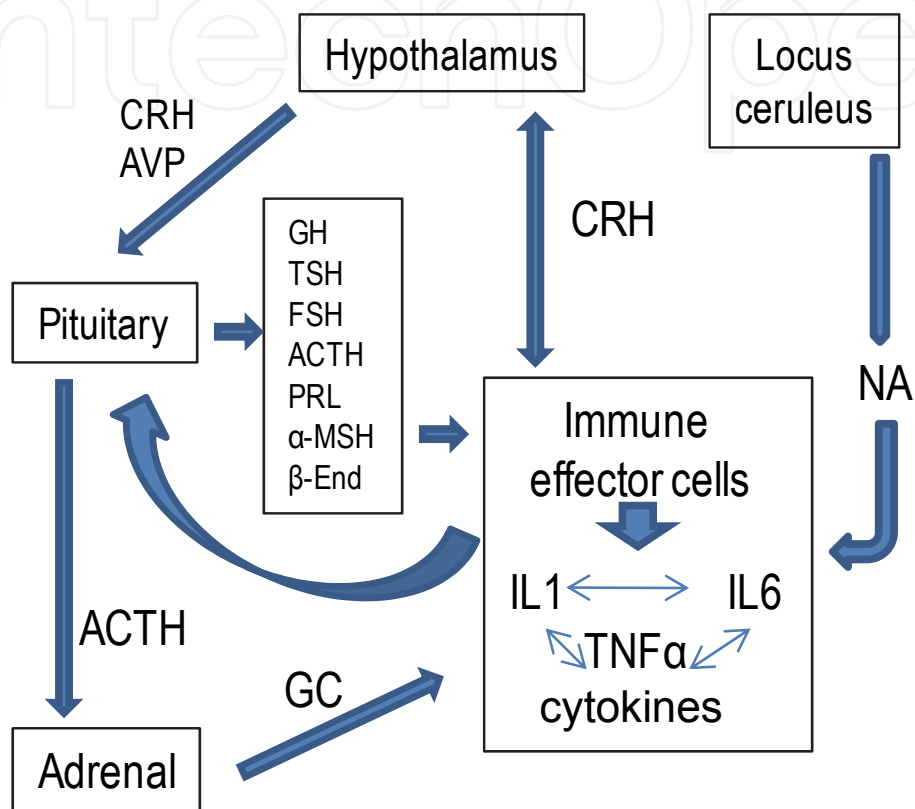 ntechOpe
Hypothalamus
Locus
ceruleus
CRH
AVP
CRH
GH
TSH
FSH
ACTH
PRL
α-MSH
β-End
Pituitary
NA
Immune
effector cells
IL1
IL6
TNFα
cytokines
ACTH
GC
Adrenal